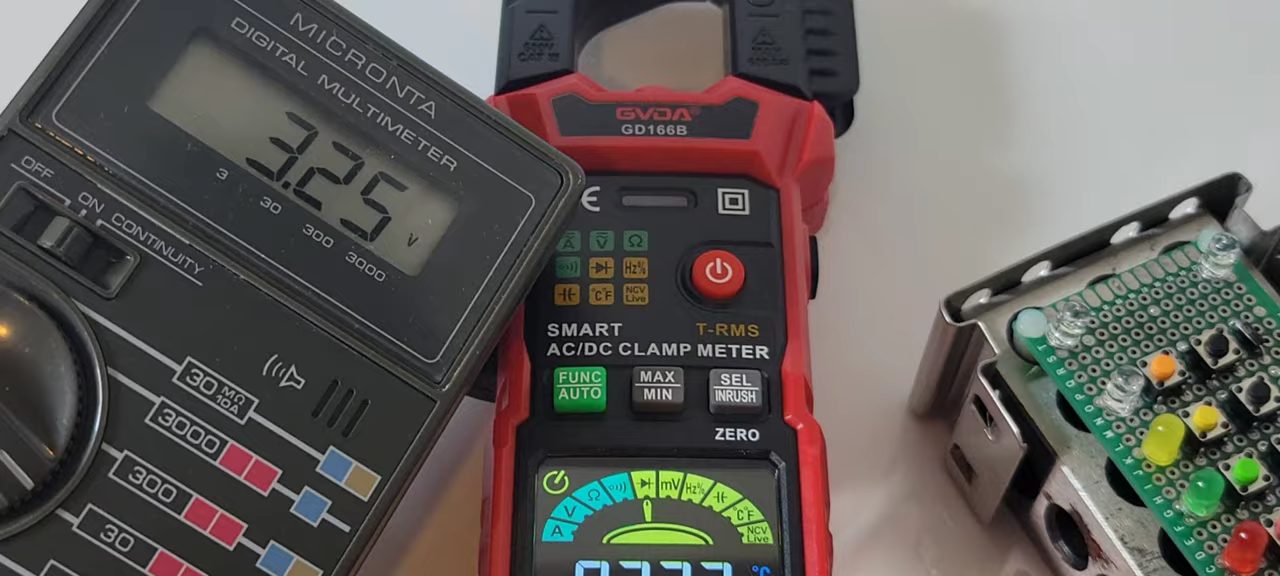 MICRONTA
DIGITAL MULTIMETER
3.25 V
3 30 300 3000
OFF
ON
CONTINUITY
30 MΩ 10A
3000
300
30
GVDA®
GD166B
CE
A V Ω
Hz%
°C°F NCV Live
SMART T-RMS
AC/DC CLAMP METER
FUNC AUTO
MAX MIN
SEL INRUSH
ZERO
A V Ω mV Hz% °C°F NCV Live
°C